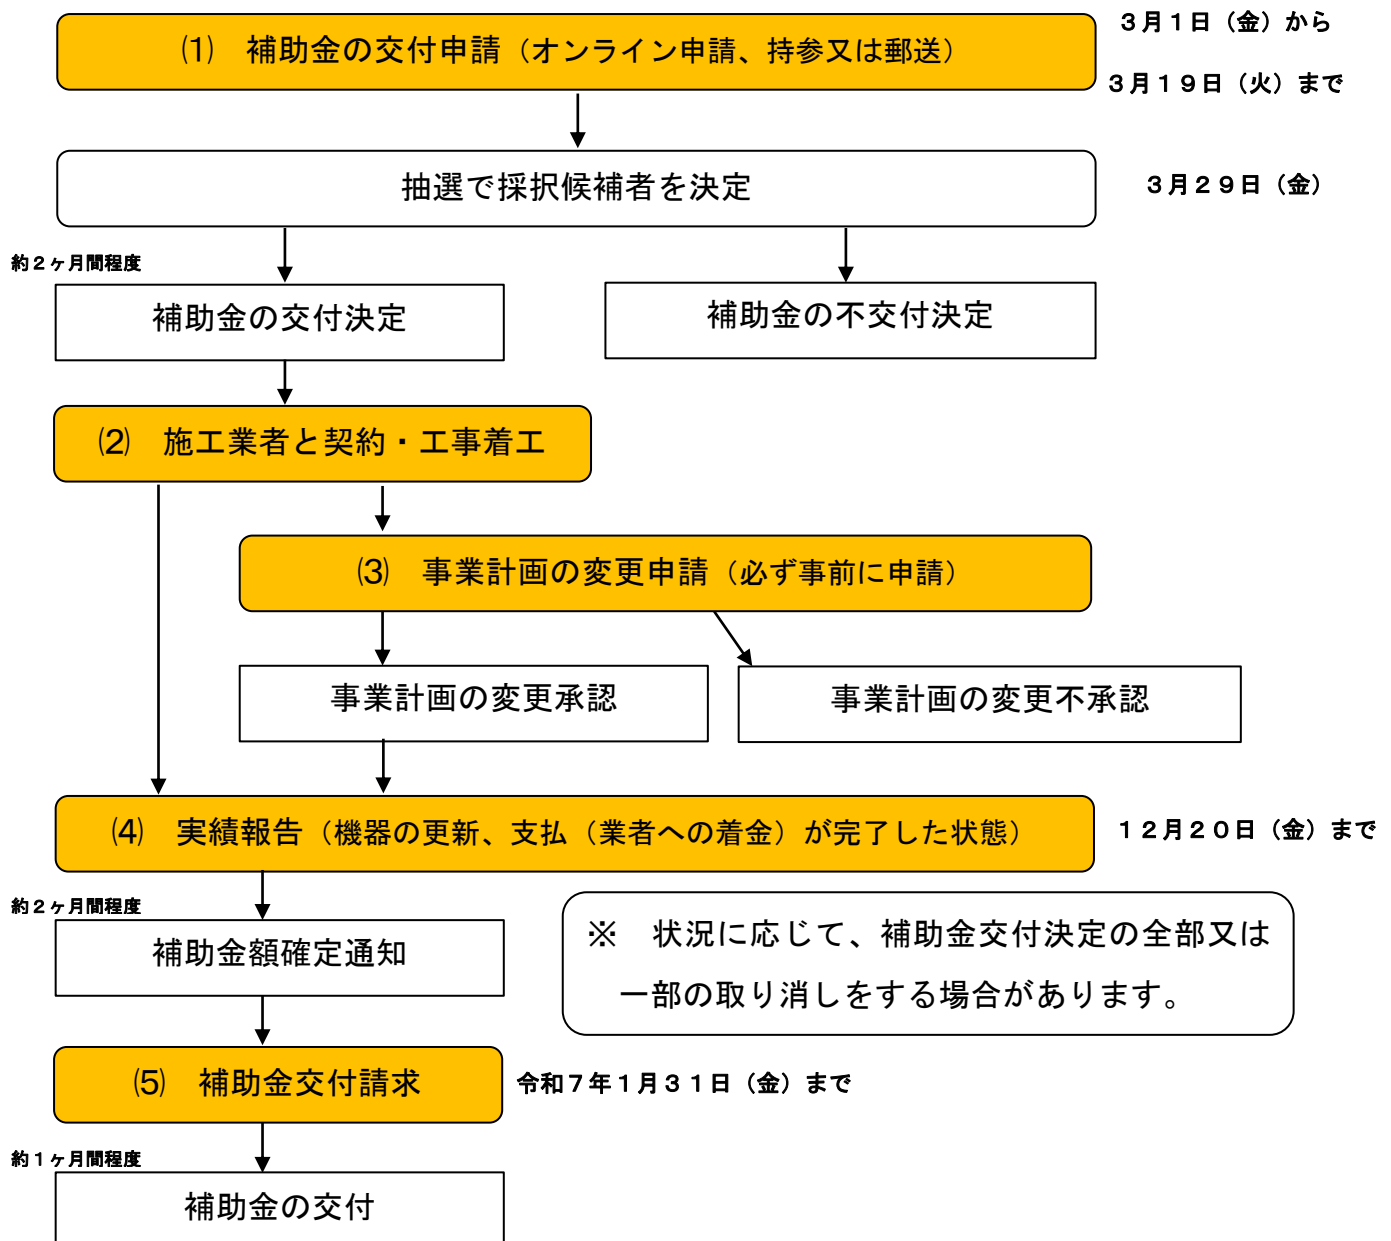 ３月１日（金）から
⑴　補助金の交付申請（オンライン申請、持参又は郵送）
３月１９日（火）まで
抽選で採択候補者を決定
３月２９日（金）
約２ヶ月間程度
補助金の交付決定
補助金の不交付決定
⑵　施工業者と契約・工事着工
⑶　事業計画の変更申請（必ず事前に申請）
事業計画の変更承認
事業計画の変更不承認
⑷　実績報告（機器の更新、支払（業者への着金）が完了した状態）
１２月２０日（金）まで
約２ヶ月間程度
補助金額確定通知
※　状況に応じて、補助金交付決定の全部又は
一部の取り消しをする場合があります。
⑸　補助金交付請求
令和７年１月３１日（金）まで
約１ヶ月間程度
補助金の交付